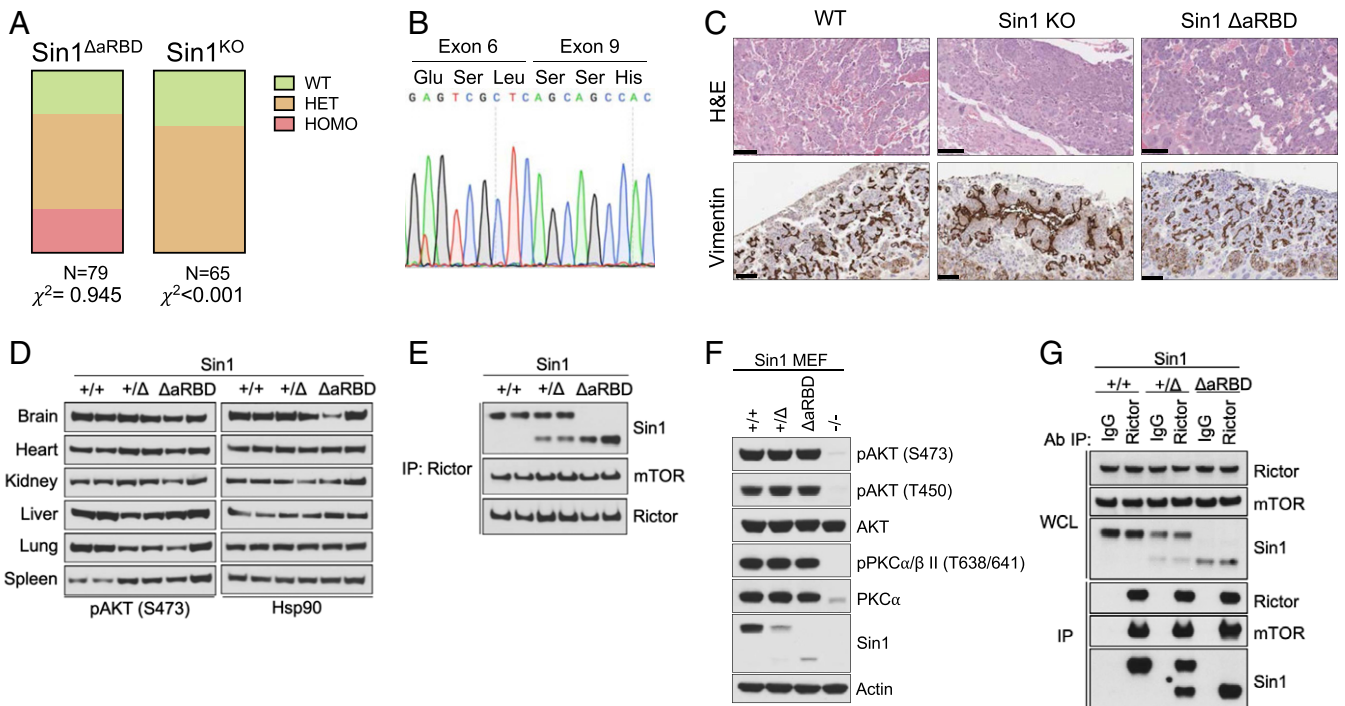 A
Sin1ΔaRBD Sin1KO
WT
HET
HOMO
N=79 N=65
χ2= 0.945 χ2<0.001
B
Exon 6 Exon 9
Glu Ser Leu Ser Ser His
G A G T C G C T C A G C A G C C A C
C
WT Sin1 KO Sin1 ΔaRBD
H&E
Vimentin
D
Sin1
+/+ +/Δ ΔaRBD +/+ +/Δ ΔaRBD
Brain
Heart
Kidney
Liver
Lung
Spleen
pAKT (S473) Hsp90
E
Sin1
+/+ +/Δ ΔaRBD
IP: Rictor
Sin1
mTOR
Rictor
F
Sin1 MEF
+/+ +/Δ ΔaRBD -/-
pAKT (S473)
pAKT (T450)
AKT
pPKCα/β II (T638/641)
PKCα
Sin1
Actin
G
Sin1
+/+ +/Δ ΔaRBD
Ab IP: IgG Rictor IgG Rictor IgG Rictor
WCL
Rictor
mTOR
Sin1
IP
Rictor
mTOR
Sin1